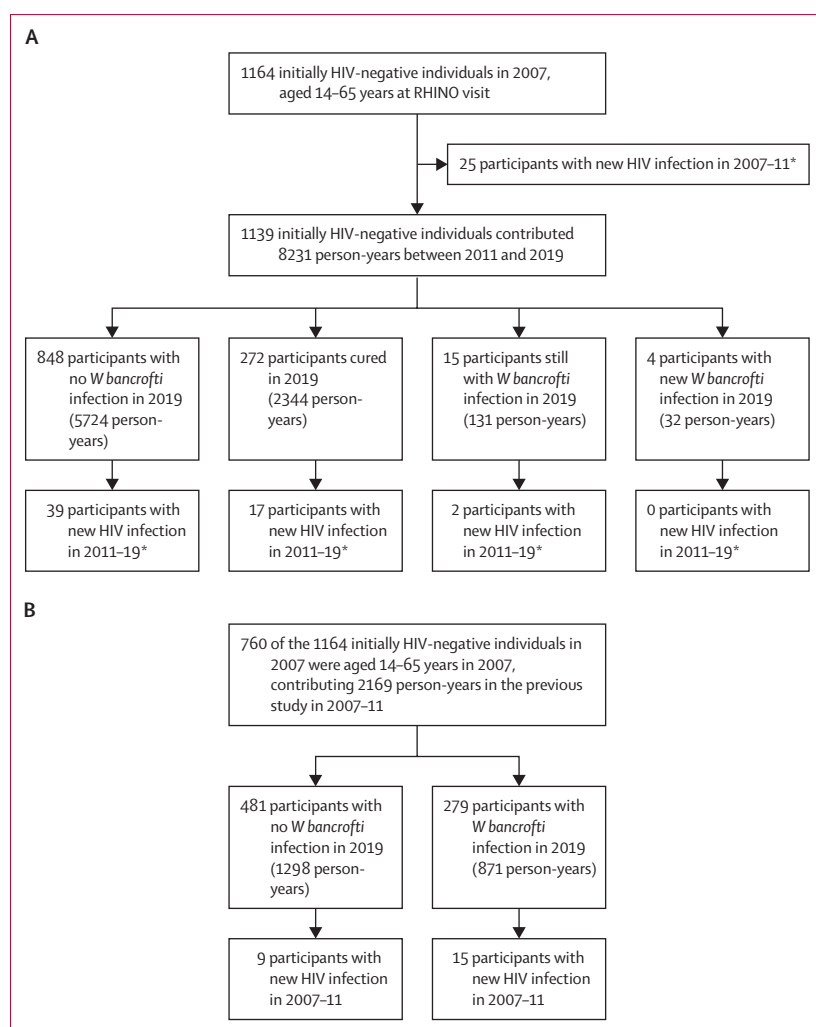 A
1164 initially HIV-negative individuals in 2007,
aged 14–65 years at RHINO visit
25 participants with new HIV infection in 2007–11*
1139 initially HIV-negative individuals contributed
8231 person-years between 2011 and 2019
848 participants with
no W bancrofti
infection in 2019
(5724 person-
years)
272 participants cured
in 2019
(2344 person-
years)
15 participants still
with W bancrofti
infection in 2019
(131 person-years)
4 participants with
new W bancrofti
infection in 2019
(32 person-years)
39 participants with
new HIV infection
in 2011–19*
17 participants with
new HIV infection
in 2011–19*
2 participants with
new HIV infection
in 2011–19*
0 participants with
new HIV infection
in 2011–19*
B
760 of the 1164 initially HIV-negative individuals in
2007 were aged 14–65 years in 2007,
contributing 2169 person-years in the previous
study in 2007–11
481 participants with
no W bancrofti
infection in 2019
(1298 person-
years)
279 participants with
W bancrofti
infection in 2019
(871 person-years)
9 participants with
new HIV infection
in 2007–11
15 participants with
new HIV infection
in 2007–11